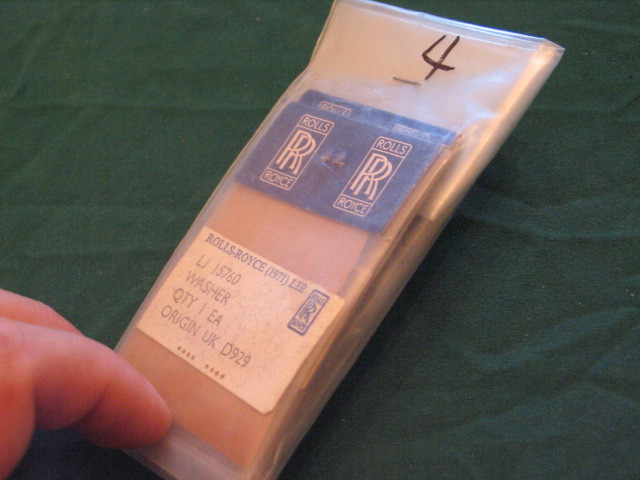 4
ROLLS
RR
ROYCE
ROLLS
RR
ROYCE
ROLLS-ROYCE (1971) LTD
LJ 15760
WASHER
QTY 1 EA
ORIGIN UK D929
**** ****